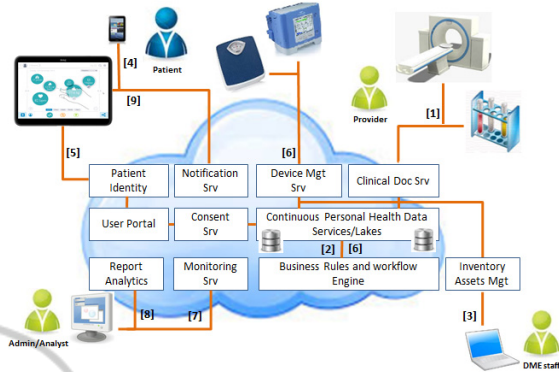 [4]
Patient
[9]
Provider
[1]
[5]
[6]
Patient
Identity
Notification
Srv
Device Mgt
Srv
Clinical Doc Srv
User Portal
Consent
Srv
Continuous Personal Health Data
Services/Lakes
[2] [6]
Report
Analytics
Monitoring
Srv
Business Rules and workflow
Engine
Inventory
Assets Mgt
[8]
[7]
[3]
Admin/Analyst
DME staff